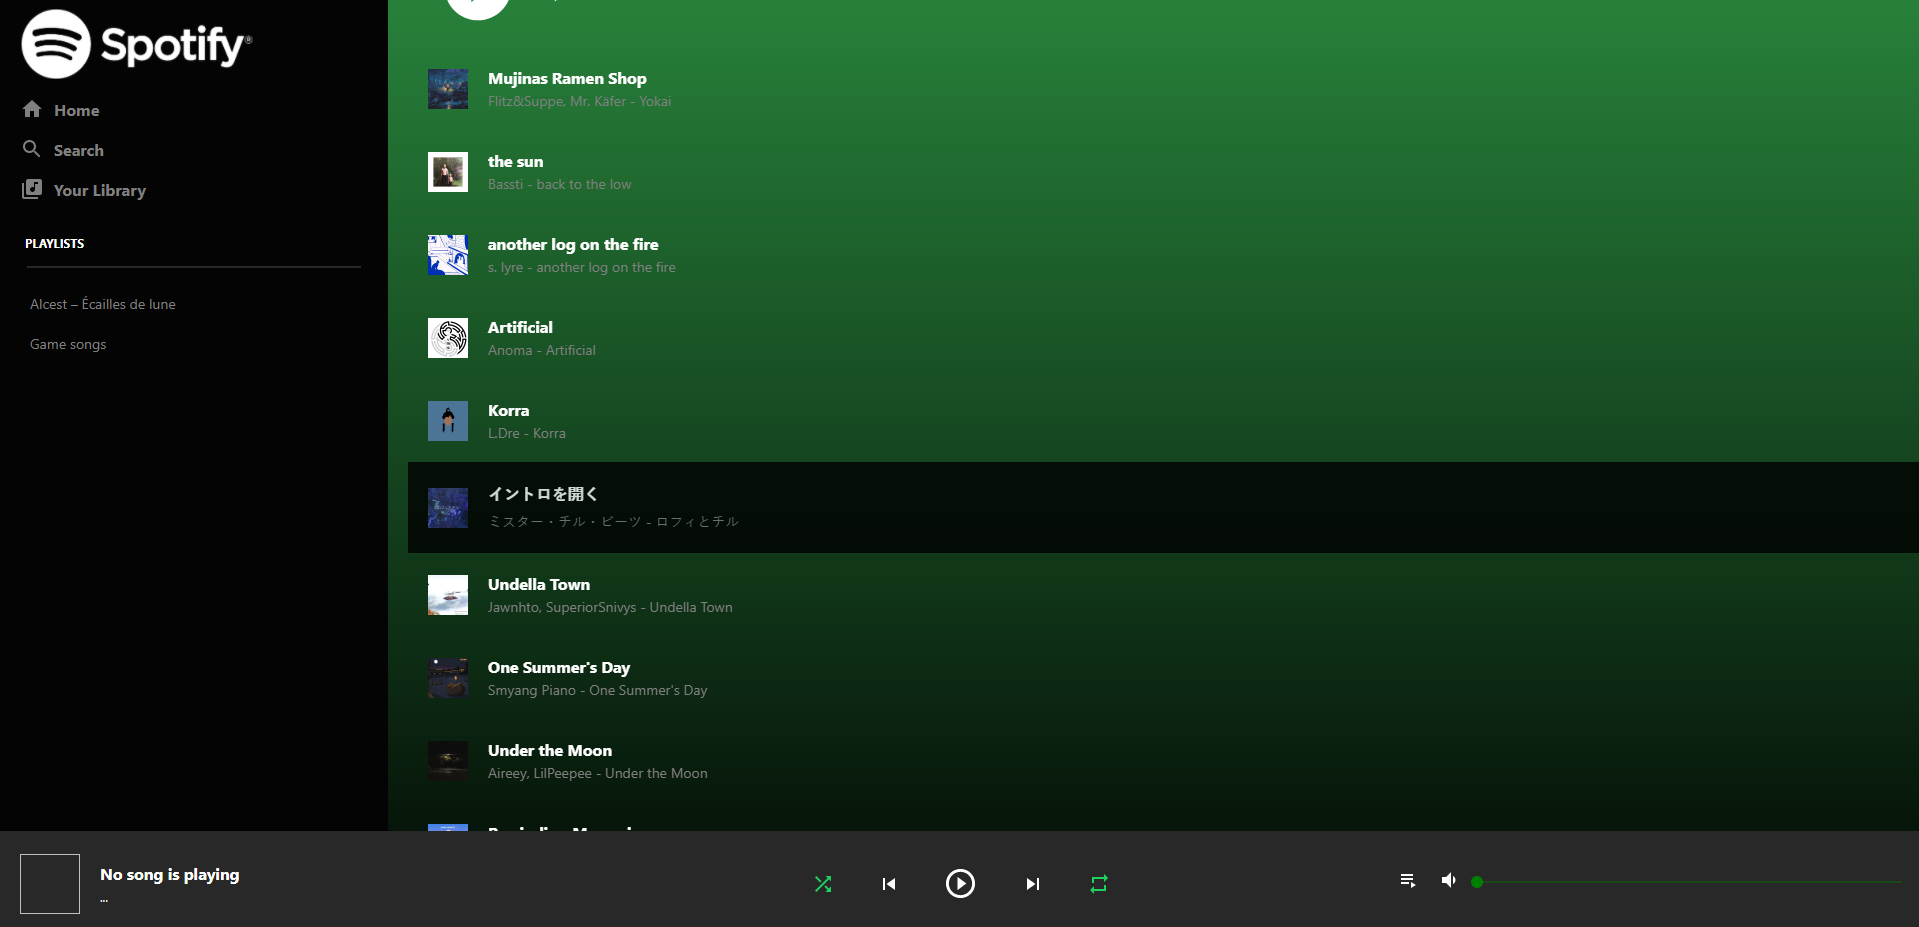 Spotify®
Home
Search
Your Library
PLAYLISTS
Alcest – Écailles de lune
Game songs
Mujinas Ramen Shop
Flitz&Suppe, Mr. Käfer - Yokai
the sun
Bassti - back to the low
another log on the fire
s. lyre - another log on the fire
Artificial
Anoma - Artificial
Korra
L.Dre - Korra
イントロを開く
ミスター・チル・ビーツ - ロフィとチル
Undella Town
Jawnhto, SuperiorSnivys - Undella Town
One Summer's Day
Smyang Piano - One Summer's Day
Under the Moon
Aireey, LilPeepee - Under the Moon
No song is playing
...